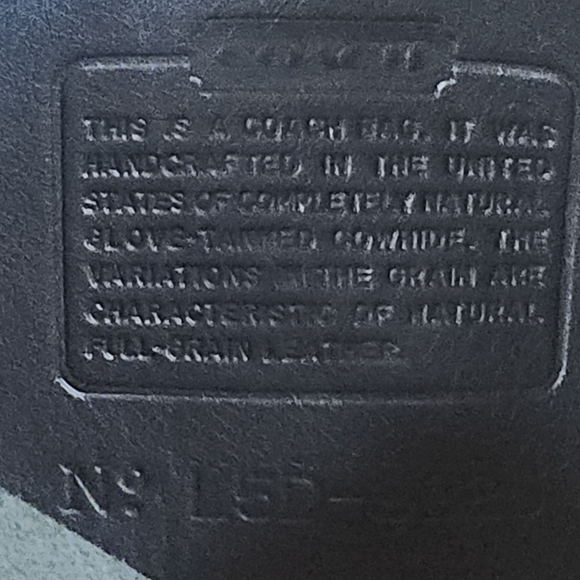 COACH
THIS IS A COACH BAG. IT WAS
HANDCRAFTED IN THE UNITED
STATES OF COMPLETELY NATURAL
GLOVE-TANNED COWHIDE. THE
VARIATIONS IN THE GRAIN ARE
CHARACTERISTIC OF NATURAL
FULL-GRAIN LEATHER.
Nº